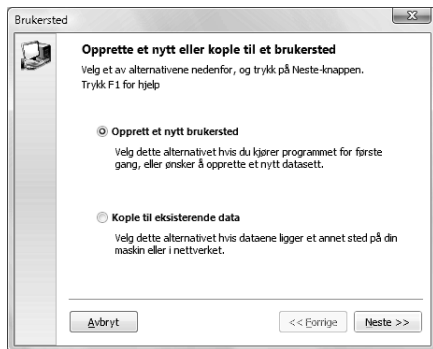 Brukersted
Opprette et nytt eller kople til et brukersted
Velg et av alternativene nedenfor, og trykk på Neste-knappen.
Trykk F1 for hjelp
Opprett et nytt brukersted
Velg dette alternativet hvis du kjører programmet for første
gang, eller ønsker å opprette et nytt datasett.
Kople til eksisterende data
Velg dette alternativet hvis dataene ligger et annet sted på din
maskin eller i nettverket.
Avbryt
<< Forrige
Neste >>